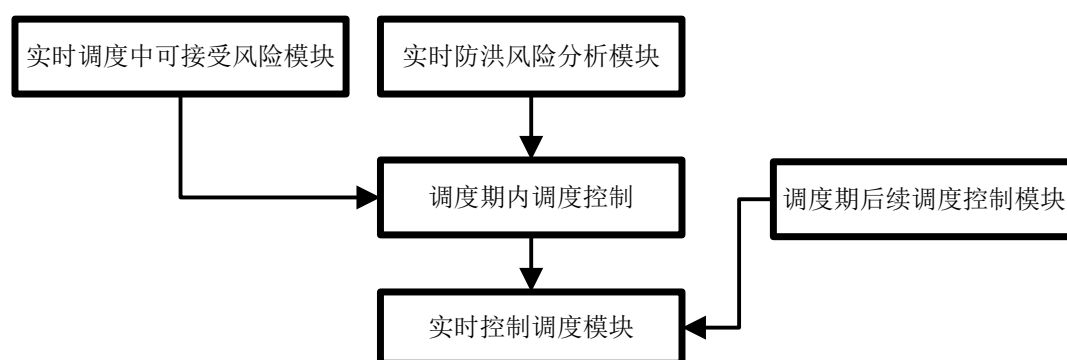 实时调度中可接受风险模块
实时防洪风险分析模块
调度期内调度控制
调度期后续调度控制模块
实时控制调度模块